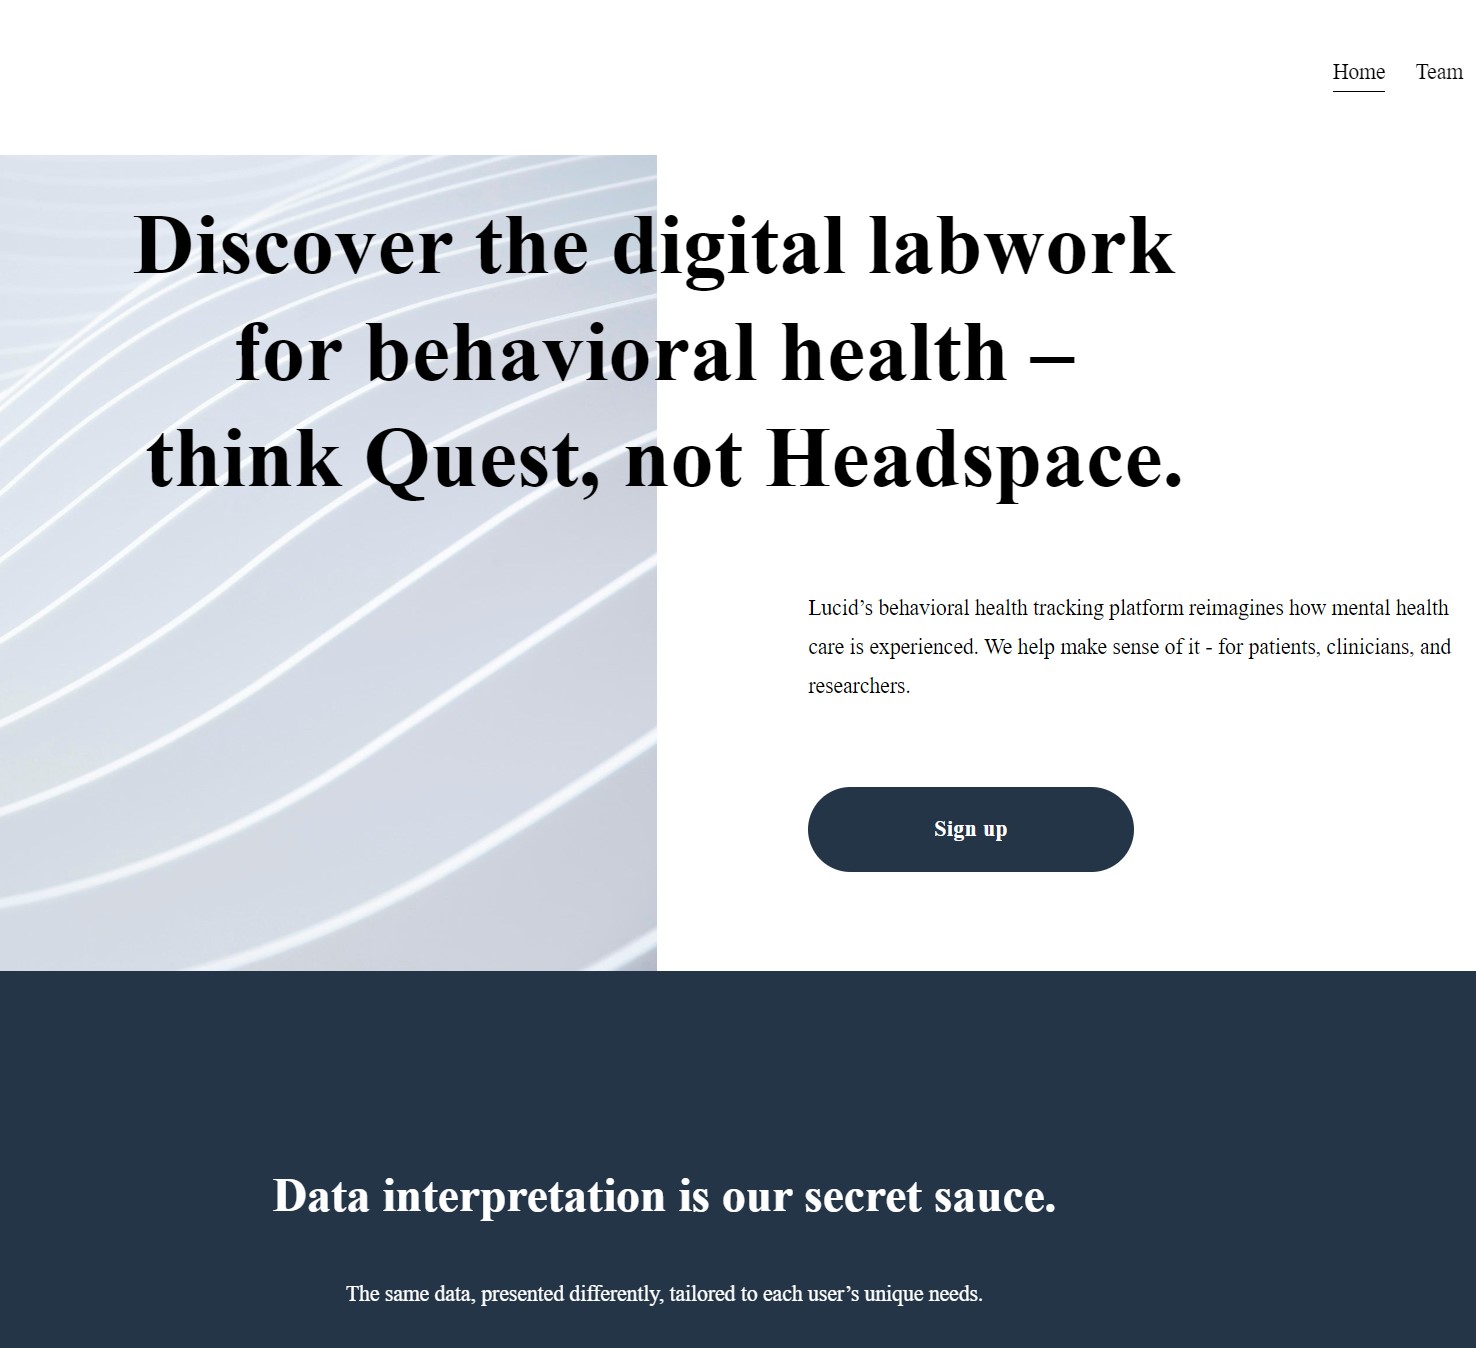 Home Team
Discover the digital labwork
for behavioral health –
think Quest, not Headspace.
Lucid’s behavioral health tracking platform reimagines how mental health
care is experienced. We help make sense of it - for patients, clinicians, and
researchers.
Sign up
Data interpretation is our secret sauce.
The same data, presented differently, tailored to each user’s unique needs.